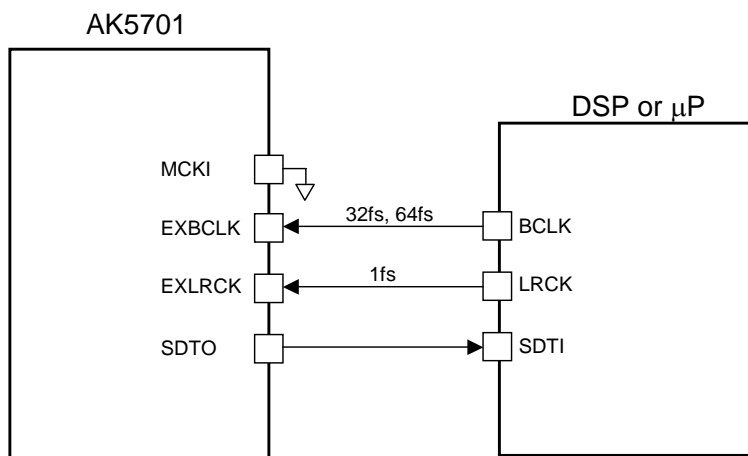 AK5701
DSP or μP
MCKI
EXBCLK
32fs, 64fs
BCLK
EXLRCK
1fs
LRCK
SDTO
SDTI